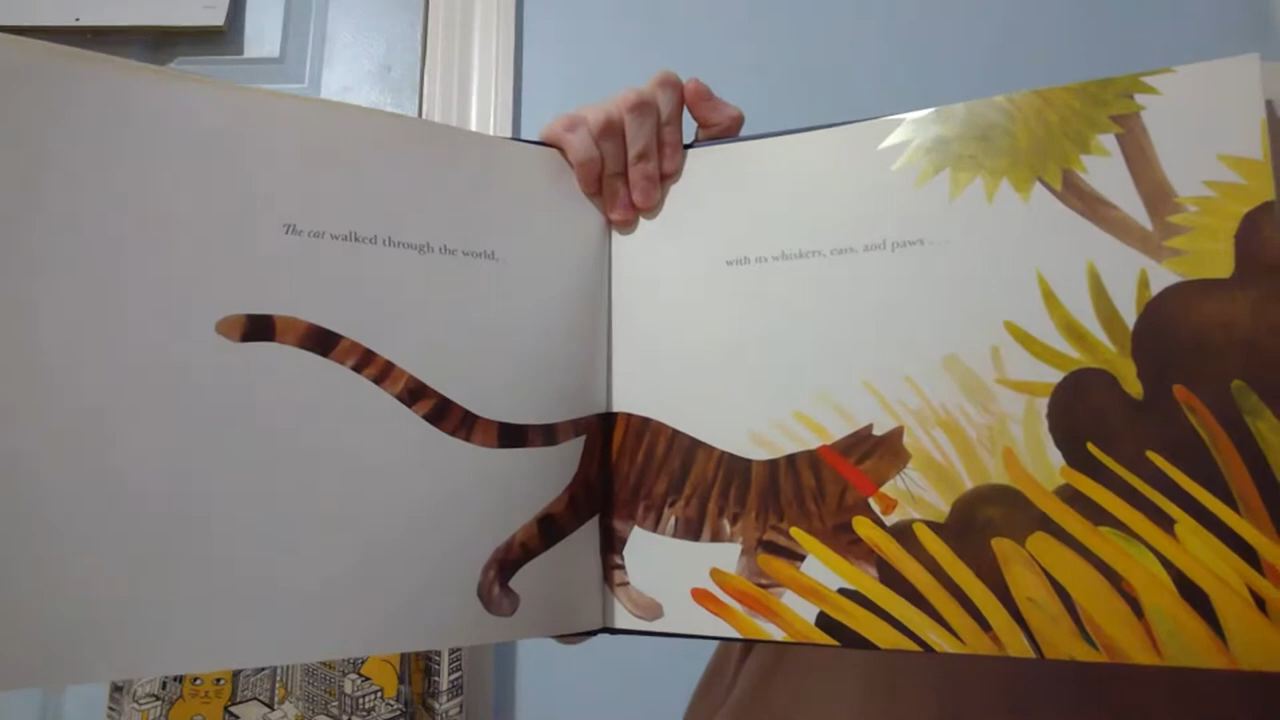 The cat walked through the world,
with its whiskers, ears, and paws . . .